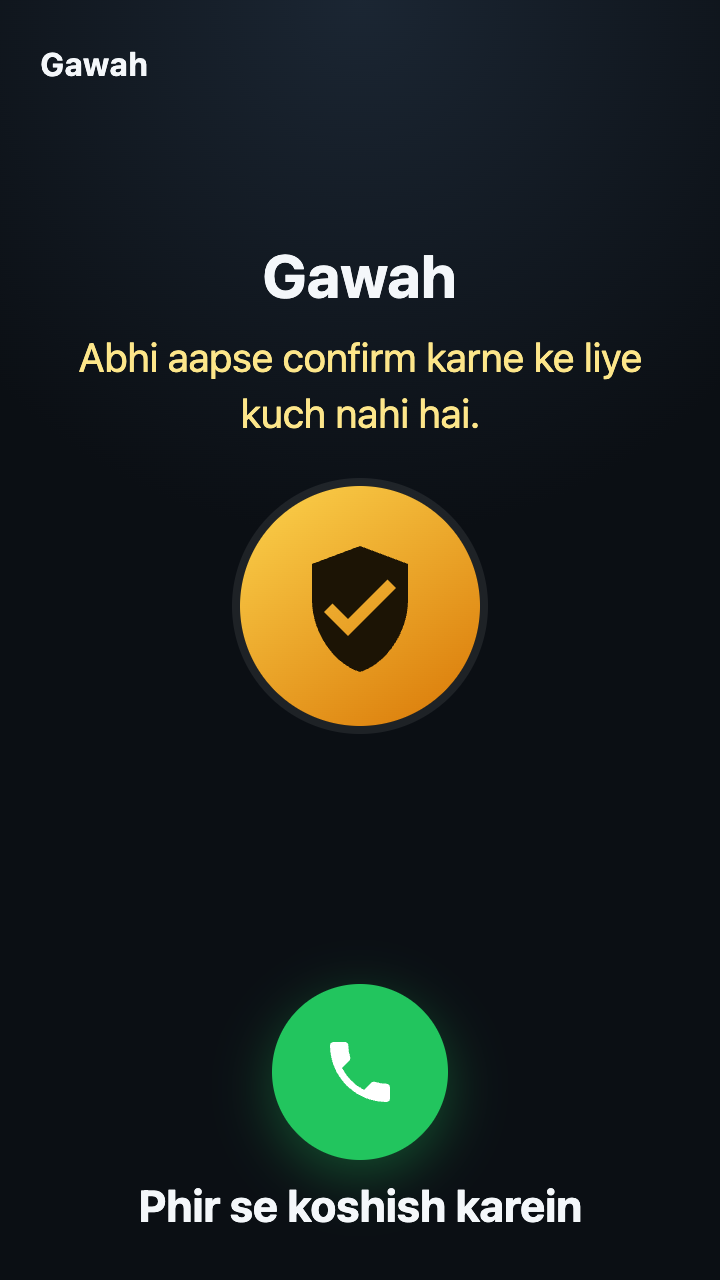 Gawah
Gawah
Abhi aapse confirm karne ke liye
kuch nahi hai.
Phir se koshish karein